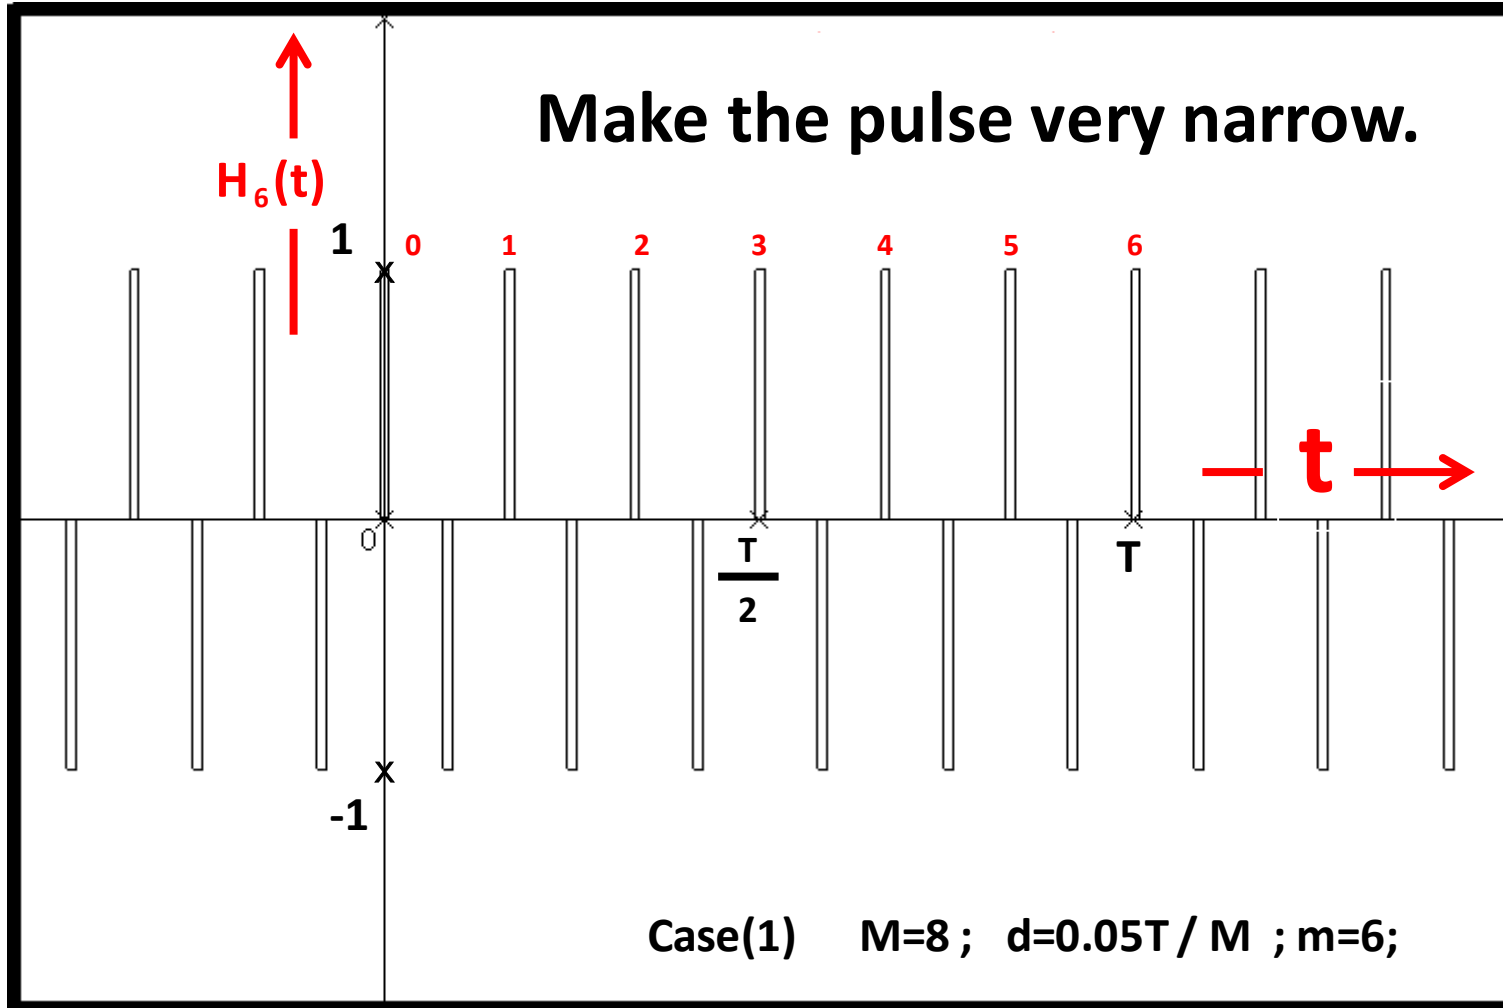 Make the pulse very narrow.
H₆(t)
1
0 1 2 3 4 5 6
t
0
T
2
T
-1
Case(1) M=8 ; d=0.05T / M ; m=6;